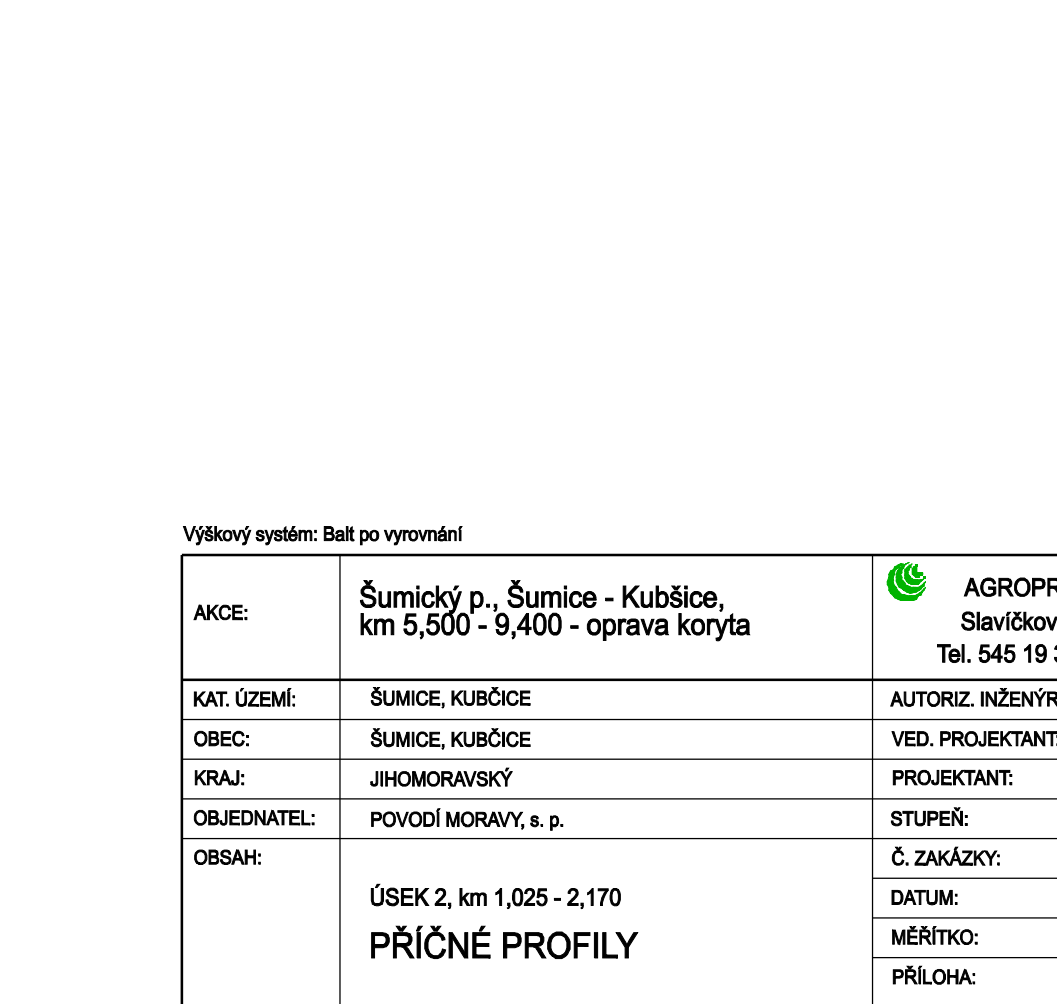 Výškový systém: Balt po vyrovnání
AKCE:
Šumický p., Šumice - Kubšice,
km 5,500 - 9,400 - oprava koryta
AGROPR
Slavíčkov
Tel. 545 19
KAT. ÚZEMÍ:
ŠUMICE, KUBČICE
AUTORIZ. INŽENÝR
OBEC:
ŠUMICE, KUBČICE
VED. PROJEKTANT:
KRAJ:
JIHOMORAVSKÝ
PROJEKTANT:
OBJEDNATEL:
POVODÍ MORAVY, s. p.
STUPEŇ:
OBSAH:
Č. ZAKÁZKY:
ÚSEK 2, km 1,025 - 2,170
DATUM:
PŘÍČNÉ PROFILY
MĚŘÍTKO:
PŘÍLOHA: